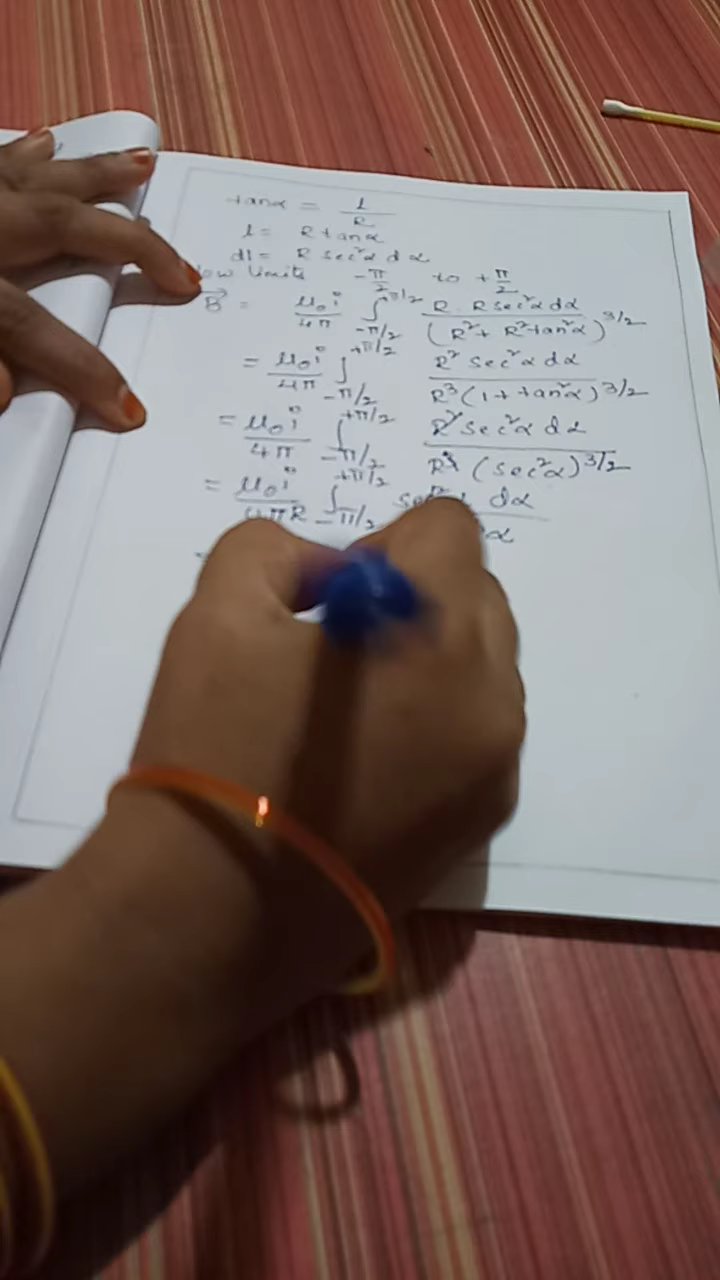 tanα = l/R
l = R tanα
dl = R sec²α dα
limits -π/2 to +π/2
B⃗ = μ₀i/4π ∫_{-π/2}^{+π/2} R · R sec²α dα / (R² + R² tan²α)^{3/2}
= μ₀i/4π ∫_{-π/2}^{+π/2} R² sec²α dα / R³(1 + tan²α)^{3/2}
= μ₀i/4π ∫_{-π/2}^{+π/2} R² sec²α dα / R³ (sec²α)^{3/2}
= μ₀i/4πR ∫_{-π/2}^{+π/2} dα